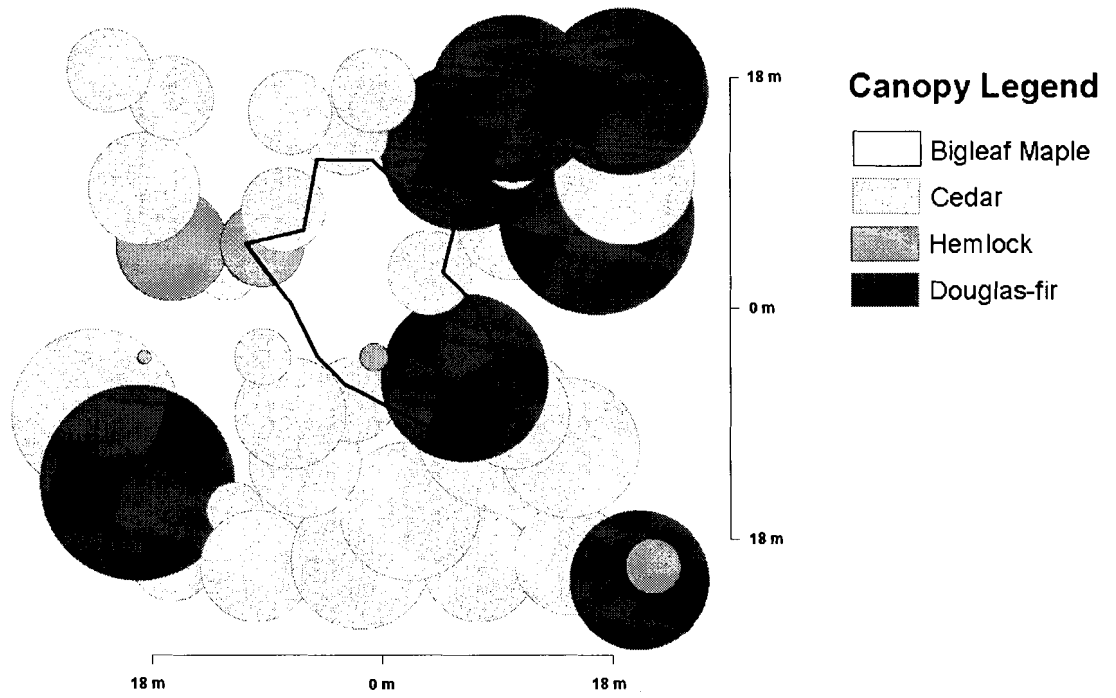 Canopy Legend
Bigleaf Maple
Cedar
Hemlock
Douglas-fir
18 m
0 m
18 m
18 m
0 m
18 m